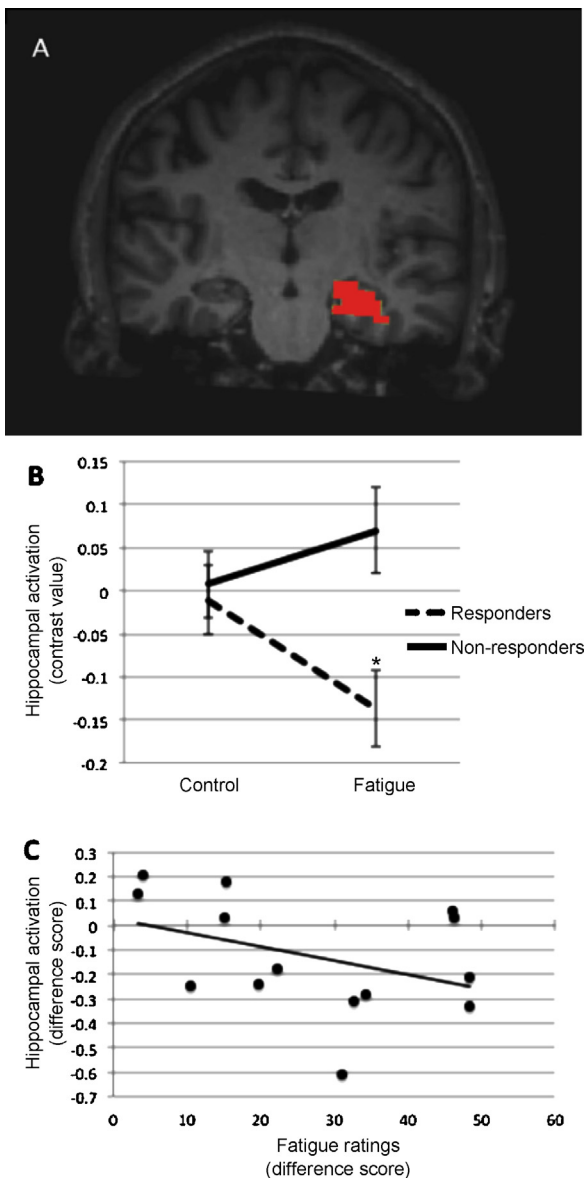 A
B
Hippocampal activation
(contrast value)
0.15
0.1
0.05
0
-0.05
-0.1
-0.15
-0.2
*
Control
Fatigue
Responders
Non-responders
C
Hippocampal activation
(difference score)
0.3
0.2
0.1
0
-0.1
-0.2
-0.3
-0.4
-0.5
-0.6
-0.7
0 10 20 30 40 50 60
Fatigue ratings
(difference score)